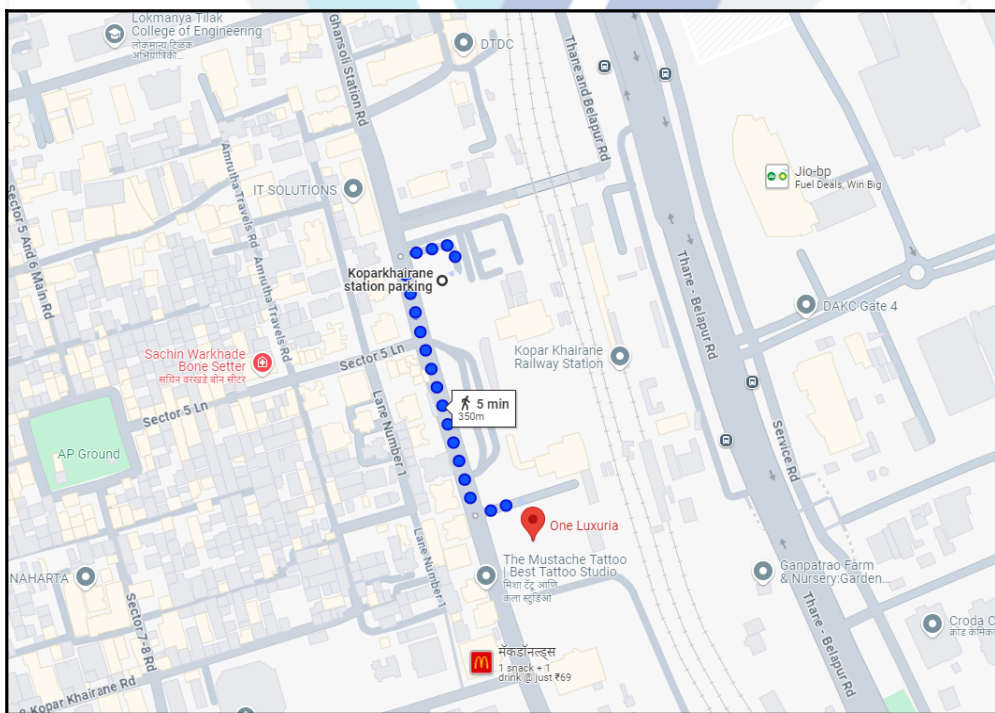 Lokmanya Tilak
College of Engineering
लोकमान्य टिळक
अभियांत्रिकी...
Ghansoli Station Rd
DTDC
Thane and Belapur Rd
Jio-bp
Fuel Deals, Win Big
Amrutha Travels Rd
IT SOLUTIONS
Sector 5 And 6 Main Rd
Amrutha Travels Rd
Koparkhairane
station parking
Thane - Belapur Rd
DAKC Gate 4
Sachin Warkhade
Bone Setter
सचिन वरखडे बोन सीटर
Sector 5 Ln
Kopar Khairane
Railway Station
Sector 5 Ln
Lane Number 1
5 min
350m
AP Ground
Service Rd
One Luxuria
The Mustache Tattoo
| Best Tattoo Studio
मिशा टॅटू आणि
कला स्टुडिओ
Lane Number 1
NAHARTA
Sector 7-8 Rd
Ganpatrao Farm
& Nursery:Garden...
Thane - Belapur Rd
Croda C
क्रोड केमिक
मॅकडॉनल्ड्स
1 snack + 1
drink @ just ₹69
& Kopar Khairane Rd